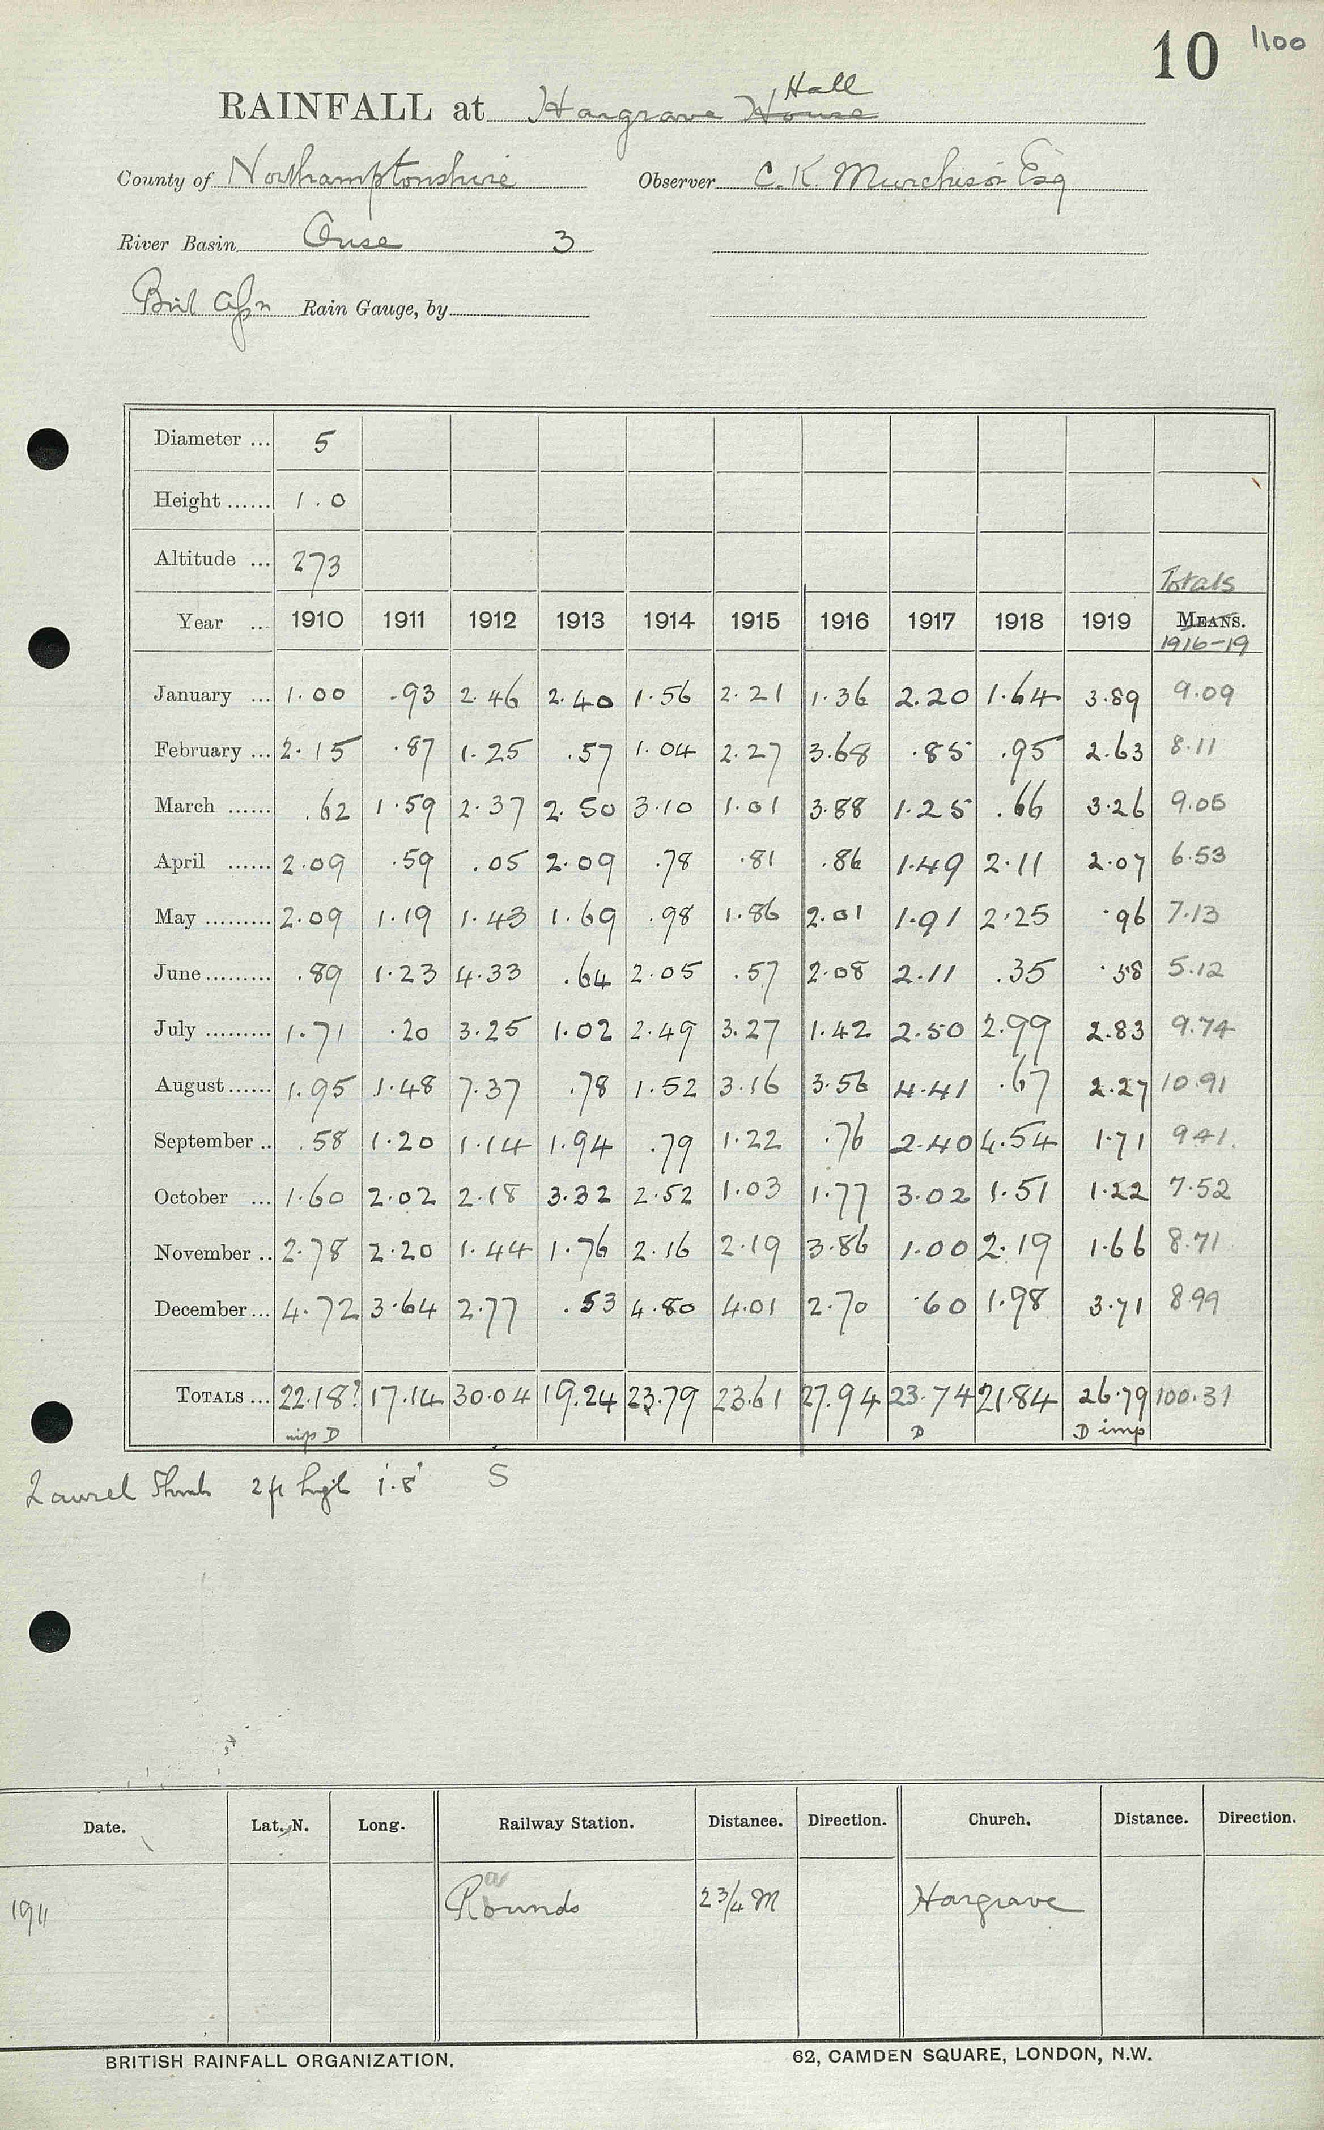 10 1100
RAINFALL at Hargrave House Hall
County of Northamptonshire Observer C. K. Murchison Esq
River Basin Ouse 3
Rain Gauge, by
Diameter ... 5
Height ...... 1.0
Altitude ... 273
Totals
Year ... 1910 1911 1912 1913 1914 1915 1916 1917 1918 1919 MEANS.
1916-19
January ... 1.00 .93 2.46 2.40 1.56 2.21 1.36 2.20 1.64 3.89 9.09
February ... 2.15 .87 1.25 .57 1.04 2.27 3.68 .85 .95 2.63 8.11
March ...... .62 1.59 2.37 2.50 3.10 1.01 3.88 1.25 .66 3.26 9.05
April ...... 2.09 .59 .05 2.09 .78 .81 .86 1.49 2.11 2.07 6.53
May ......... 2.09 1.19 1.43 1.69 .98 1.86 2.01 1.91 2.25 .96 7.13
June ......... .89 1.23 4.33 .64 2.05 .57 2.08 2.11 .35 .58 5.12
July ......... 1.71 .20 3.25 1.02 2.49 3.27 1.42 2.50 2.99 2.83 9.74
August ...... 1.95 1.48 7.37 .78 1.52 3.16 3.56 4.41 .67 2.27 10.91
September .. .58 1.20 1.14 1.94 .79 1.22 .76 2.40 4.54 1.71 9.41
October ... 1.60 2.02 2.18 3.32 2.52 1.03 1.77 3.02 1.51 1.22 7.52
November .. 2.78 2.20 1.44 1.76 2.16 2.19 3.86 1.00 2.19 1.66 8.71
December ... 4.72 3.64 2.77 .53 4.80 4.01 2.70 .60 1.98 3.71 8.99
TOTALS ... 22.18? 17.14 30.04 19.24 23.79 23.61 27.94 23.74 21.84 26.79 100.31
D D D imp
Laurel Shrub 2 ft high 1.8' S
Date. Lat. N. Long. Railway Station. Distance. Direction. Church. Distance. Direction.
1911 Raunds 2 3/4 M Hargrave
BRITISH RAINFALL ORGANIZATION. 62, CAMDEN SQUARE, LONDON, N.W.